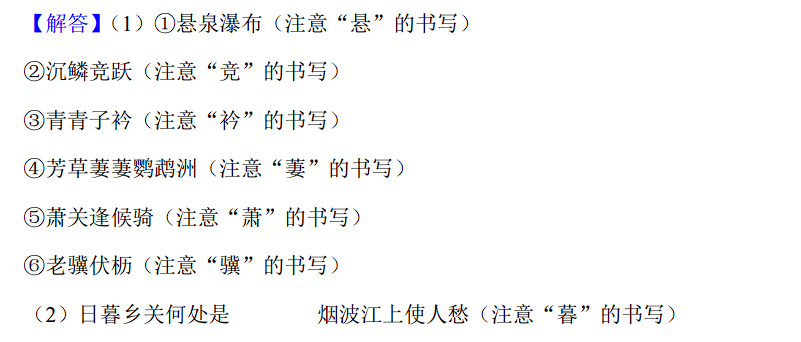 【解答】（1）①悬泉瀑布（注意“悬”的书写）
②沉鳞竞跃（注意“竞”的书写）
③青青子衿（注意“衿”的书写）
④芳草萋萋鹦鹉洲（注意“萋”的书写）
⑤萧关逢候骑（注意“萧”的书写）
⑥老骥伏枥（注意“骥”的书写）
（2）日暮乡关何处是 烟波江上使人愁（注意“暮”的书写）